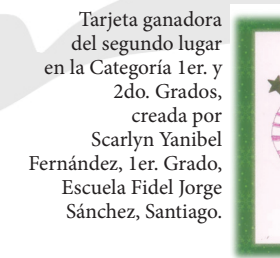 Tarjeta ganadora
del segundo lugar
en la Categoría 1er. y
2do. Grados,
creada por
Scarlyn Yanibel
Fernández, 1er. Grado,
Escuela Fidel Jorge
Sánchez, Santiago.